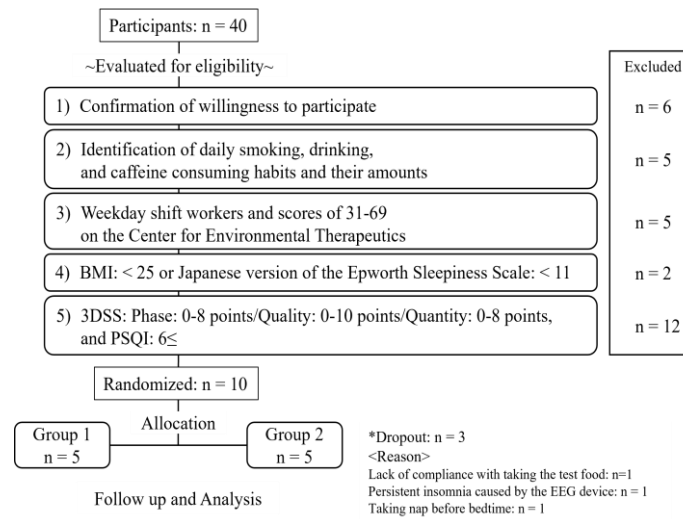 Participants: n = 40
~Evaluated for eligibility~
Excluded
1) Confirmation of willingness to participate
n = 6
2) Identification of daily smoking, drinking,
and caffeine consuming habits and their amounts
n = 5
3) Weekday shift workers and scores of 31-69
on the Center for Environmental Therapeutics
n = 5
4) BMI: < 25 or Japanese version of the Epworth Sleepiness Scale: < 11
n = 2
5) 3DSS: Phase: 0-8 points/Quality: 0-10 points/Quantity: 0-8 points,
and PSQI: 6≤
n = 12
Randomized: n = 10
Allocation
Group 1
n = 5
Group 2
n = 5
*Dropout: n = 3
<Reason>
Lack of compliance with taking the test food: n=1
Persistent insomnia caused by the EEG device: n = 1
Taking nap before bedtime: n = 1
Follow up and Analysis